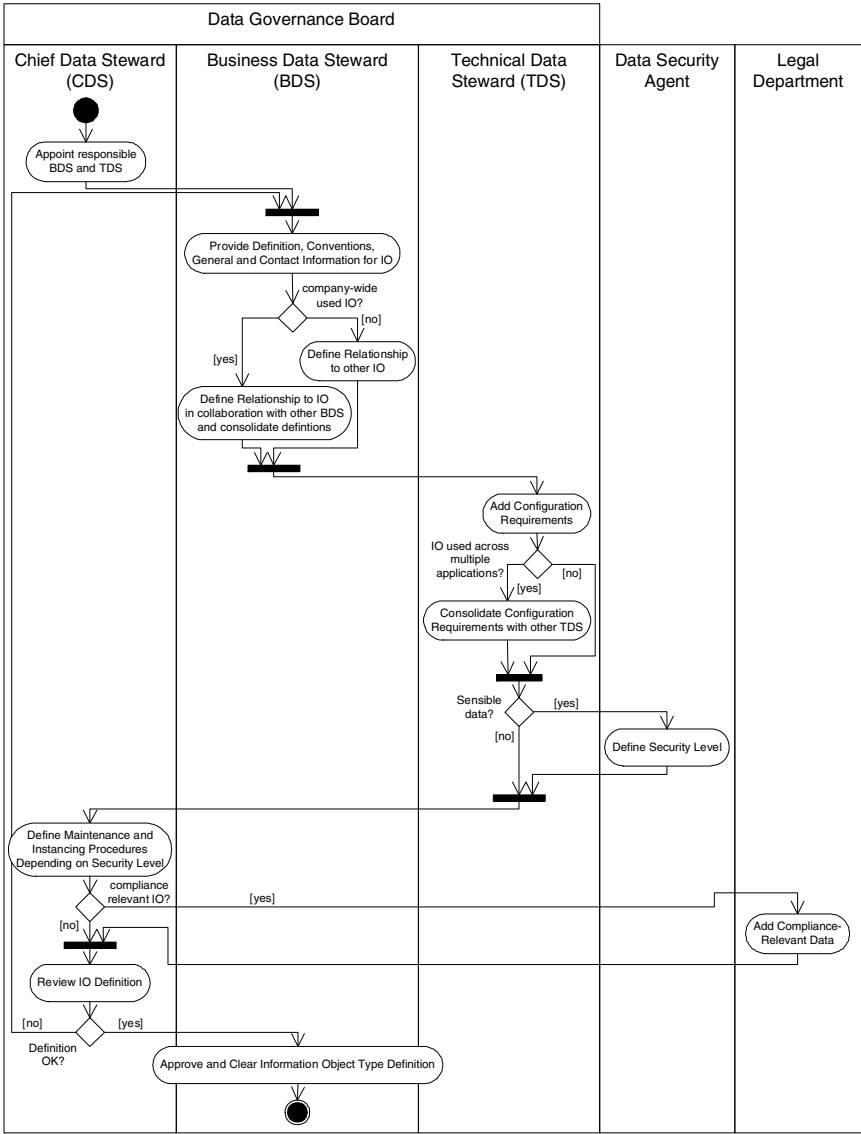 Data Governance Board
Chief Data Steward
(CDS)
Business Data Steward
(BDS)
Technical Data
Steward (TDS)
Data Security
Agent
Legal
Department
Appoint responsible
BDS and TDS
Provide Definition, Conventions,
General and Contact Information for IO
company-wide
used IO?
[no]
[yes]
Define Relationship
to other IO
Define Relationship to IO
in collaboration with other BDS
and consolidate defintions
Add Configuration
Requirements
IO used across
multiple
applications?
[no]
[yes]
Consolidate Configuration
Requirements with other TDS
Sensible
data?
[yes]
[no]
Define Security Level
Define Maintenance and
Instancing Procedures
Depending on Security Level
compliance
relevant IO?
[yes]
[no]
Add Compliance-
Relevant Data
Review IO Definition
[no]
[yes]
Definition
OK?
Approve and Clear Information Object Type Definition